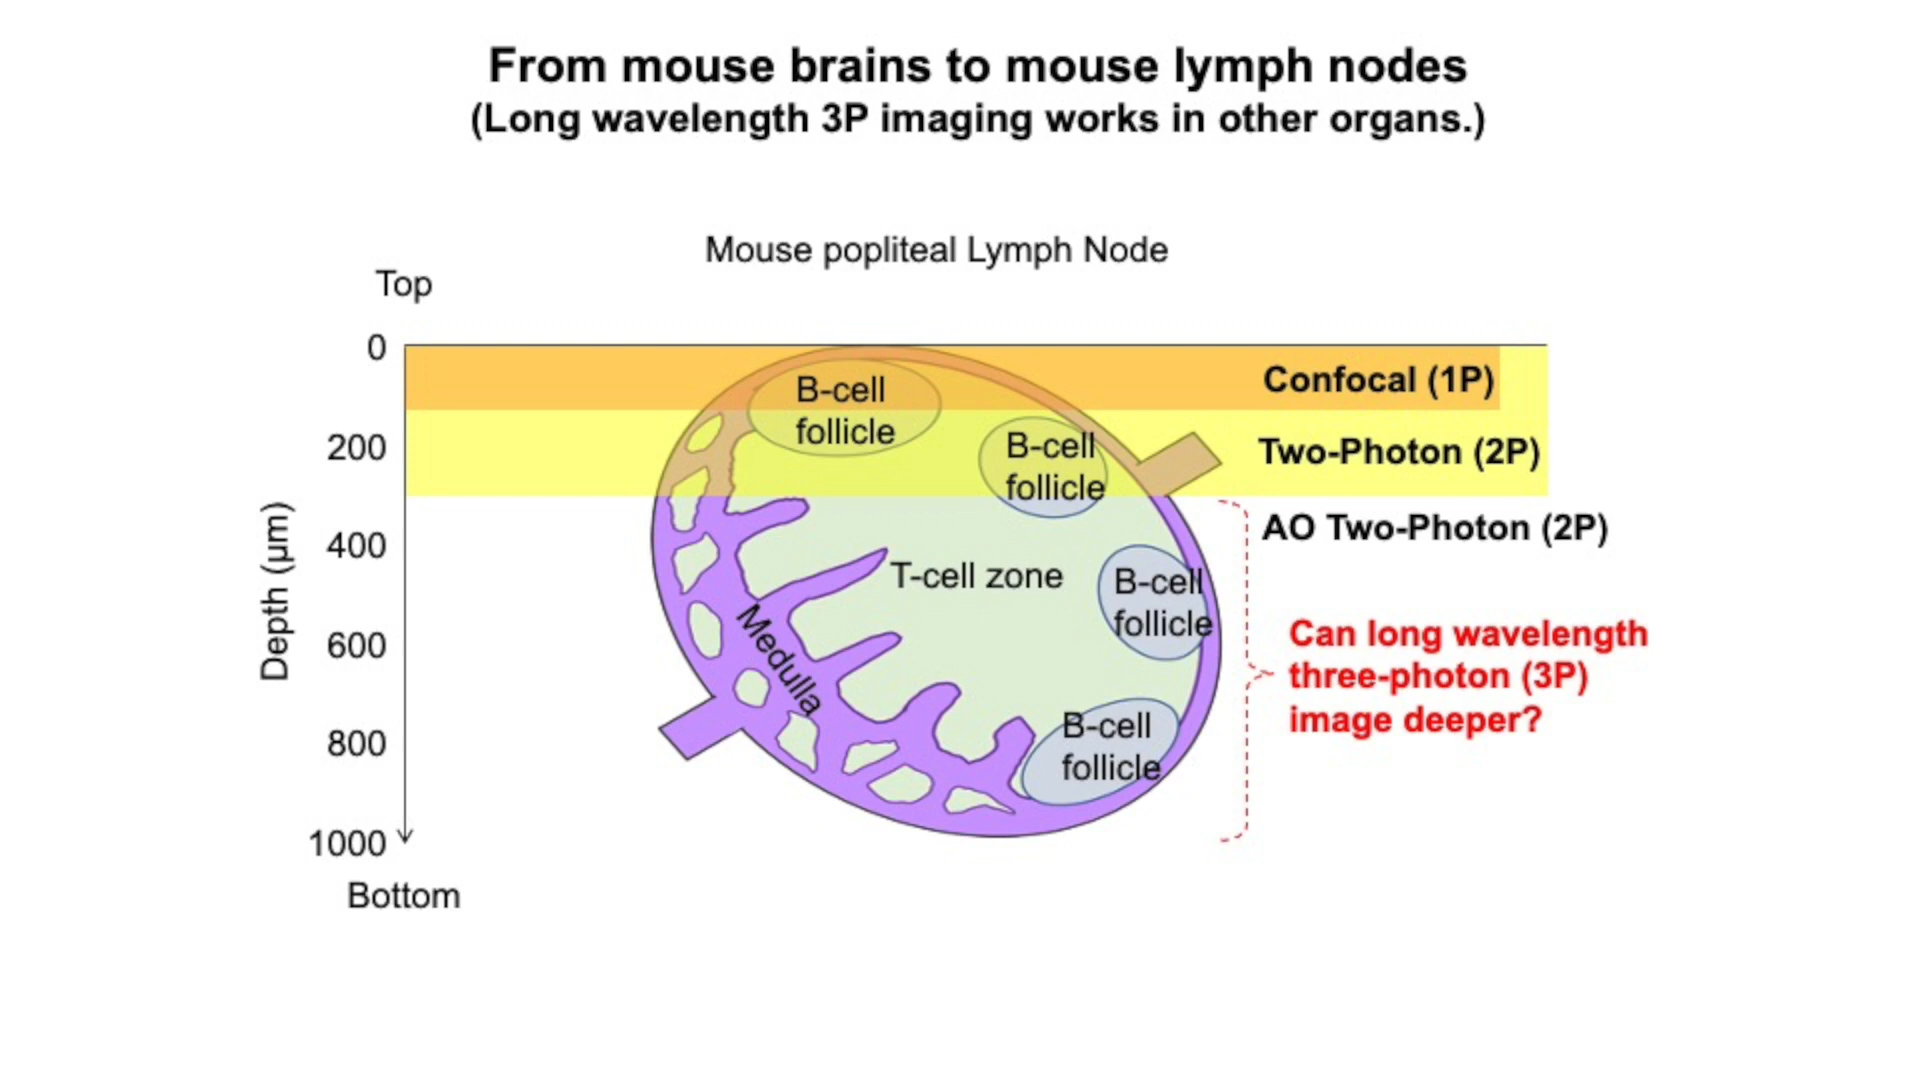 From mouse brains to mouse lymph nodes
(Long wavelength 3P imaging works in other organs.)
Mouse popliteal Lymph Node
Top
0
200
400
600
800
1000
Bottom
Depth (μm)
B-cell
follicle
B-cell
follicle
T-cell zone
B-cell
follicle
Medulla
B-cell
follicle
Confocal (1P)
Two-Photon (2P)
AO Two-Photon (2P)
Can long wavelength
three-photon (3P)
image deeper?